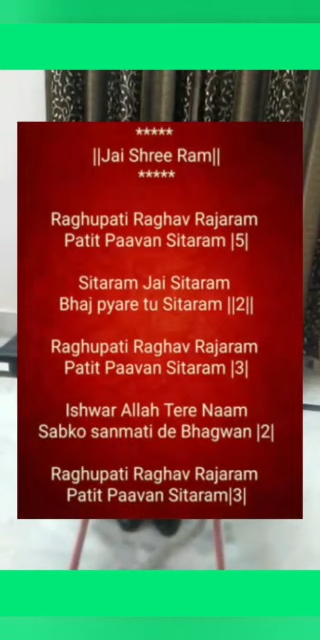 *****
||Jai Shree Ram||
*****
Raghupati Raghav Rajaram
Patit Paavan Sitaram |5|
Sitaram Jai Sitaram
Bhaj pyare tu Sitaram ||2||
Raghupati Raghav Rajaram
Patit Paavan Sitaram |3|
Ishwar Allah Tere Naam
Sabko sanmati de Bhagwan |2|
Raghupati Raghav Rajaram
Patit Paavan Sitaram|3|